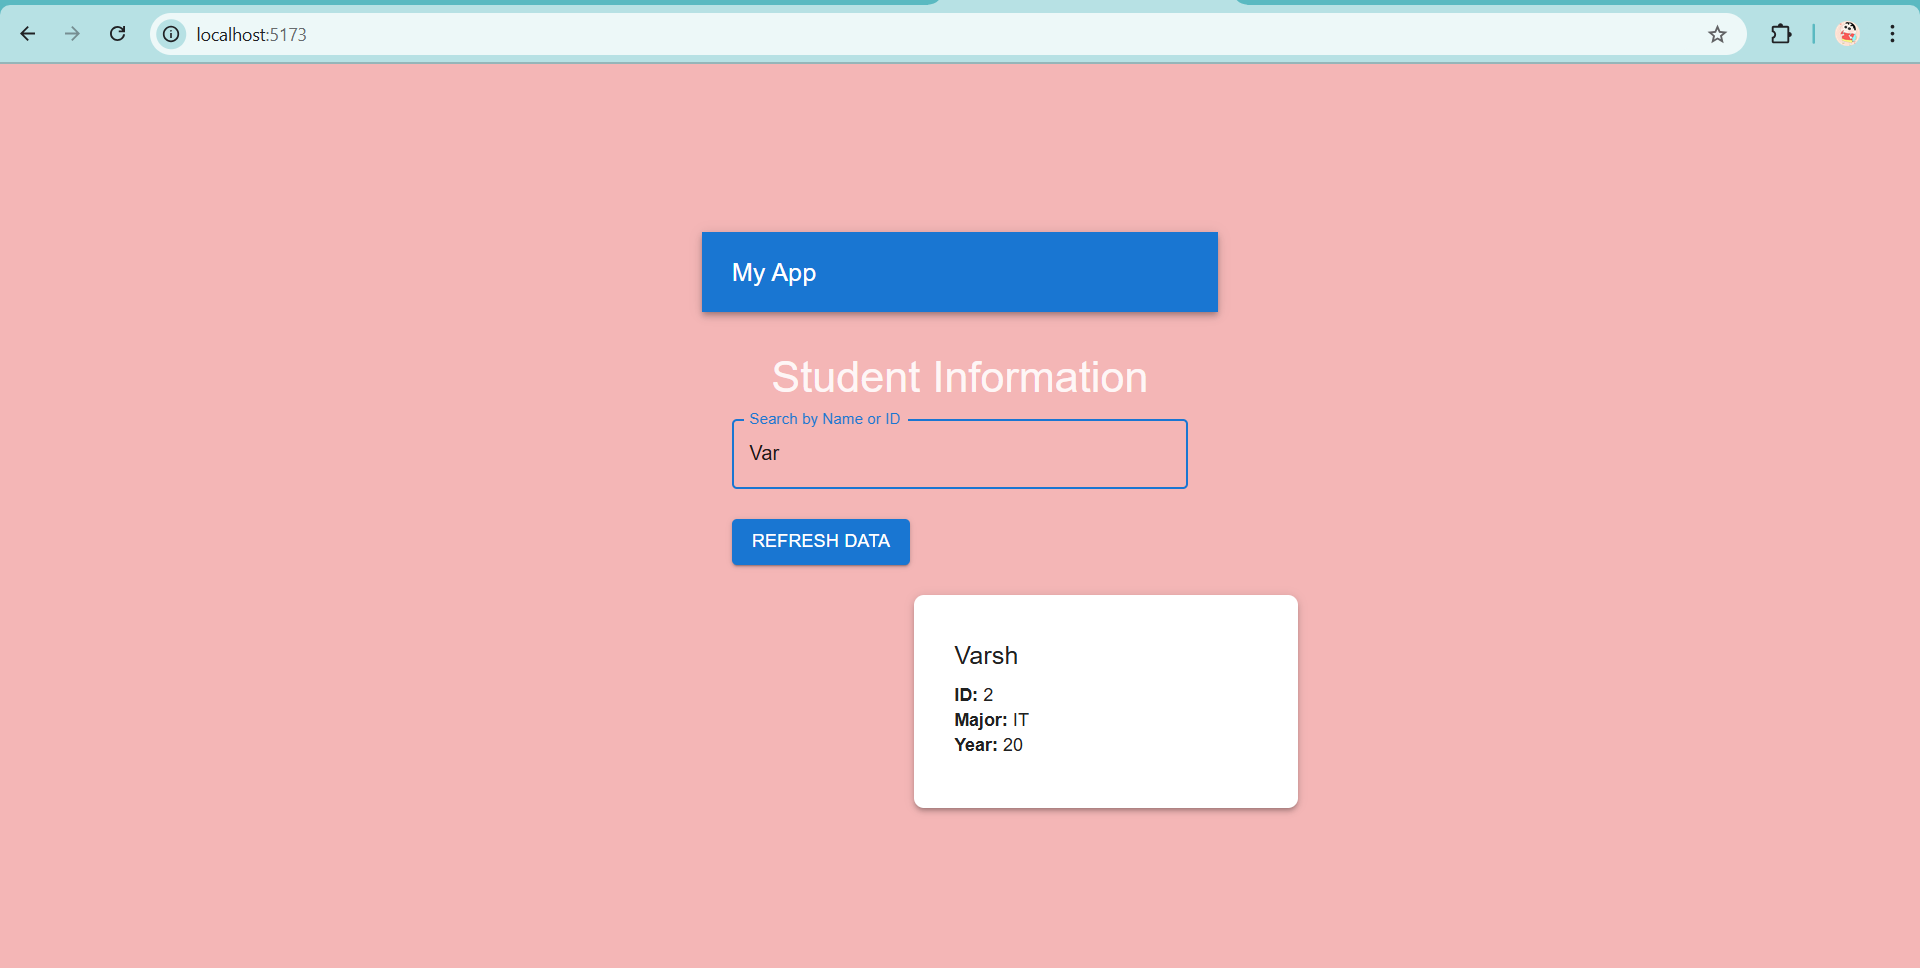 localhost:5173
My App
Student Information
Search by Name or ID
Var
REFRESH DATA
Varsh
ID: 2
Major: IT
Year: 20